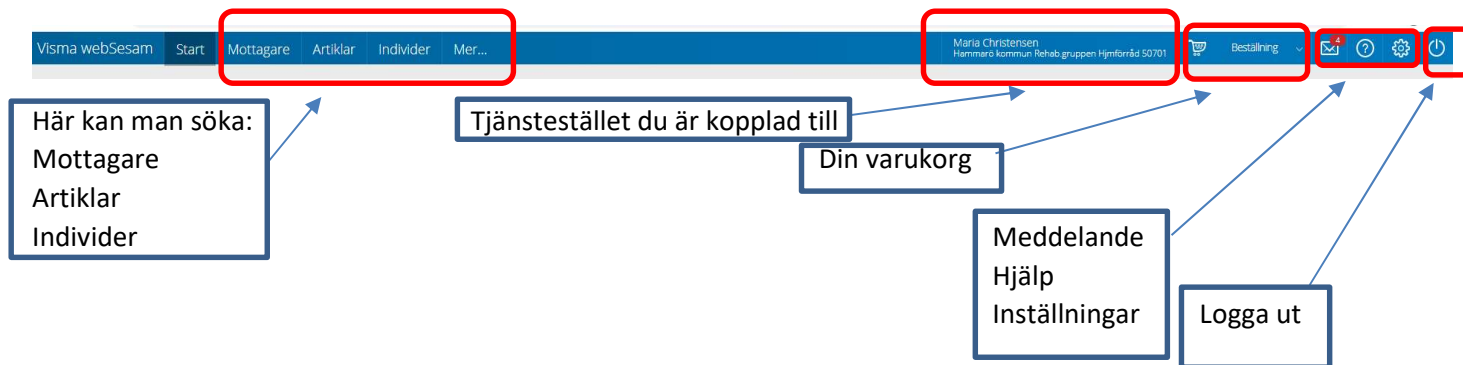 Visma webSesam Start Mottagare Artiklar Individer Mer...
Maria Christensen
Hammarö kommun Rehab.gruppen Hjmförråd 50701
Beställning
4
Här kan man söka:
Mottagare
Artiklar
Individer
Tjänstestället du är kopplad till
Din varukorg
Meddelande
Hjälp
Inställningar
Logga ut